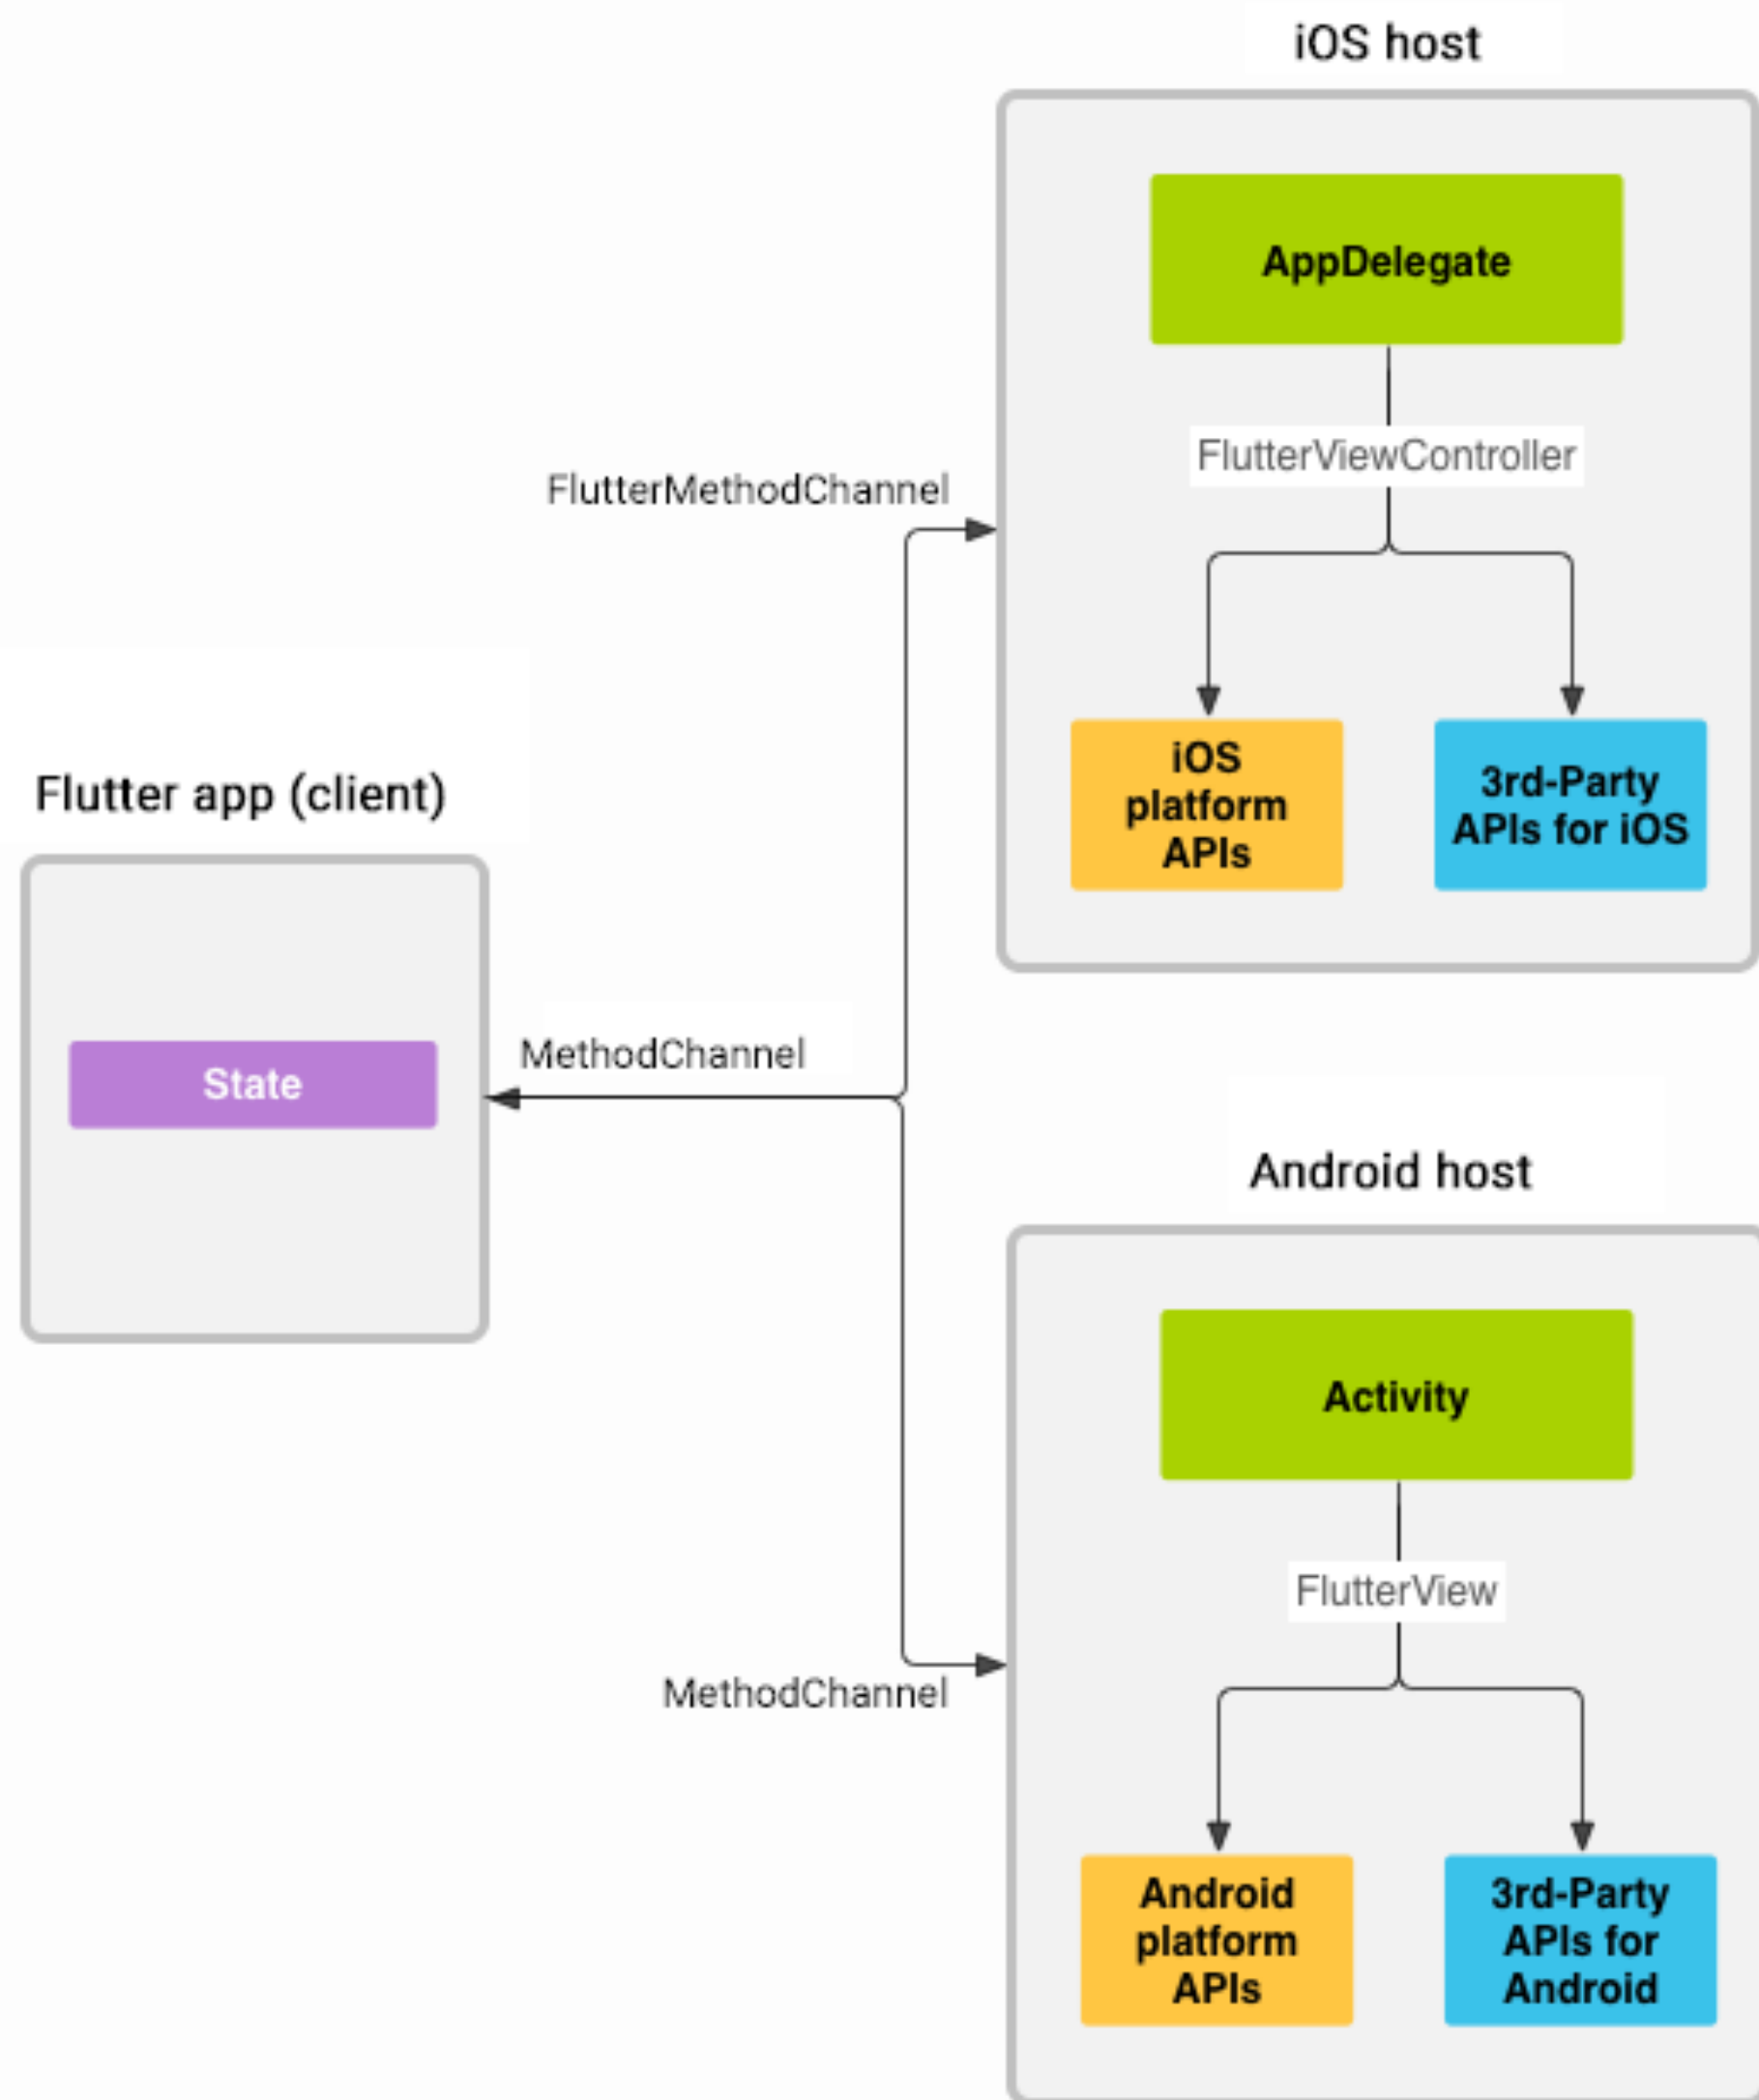 iOS host
AppDelegate
FlutterViewController
FlutterMethodChannel
iOS
platform
APIs
3rd-Party
APIs for iOS
Flutter app (client)
State
MethodChannel
Android host
Activity
FlutterView
MethodChannel
Android
platform
APIs
3rd-Party
APIs for
Android